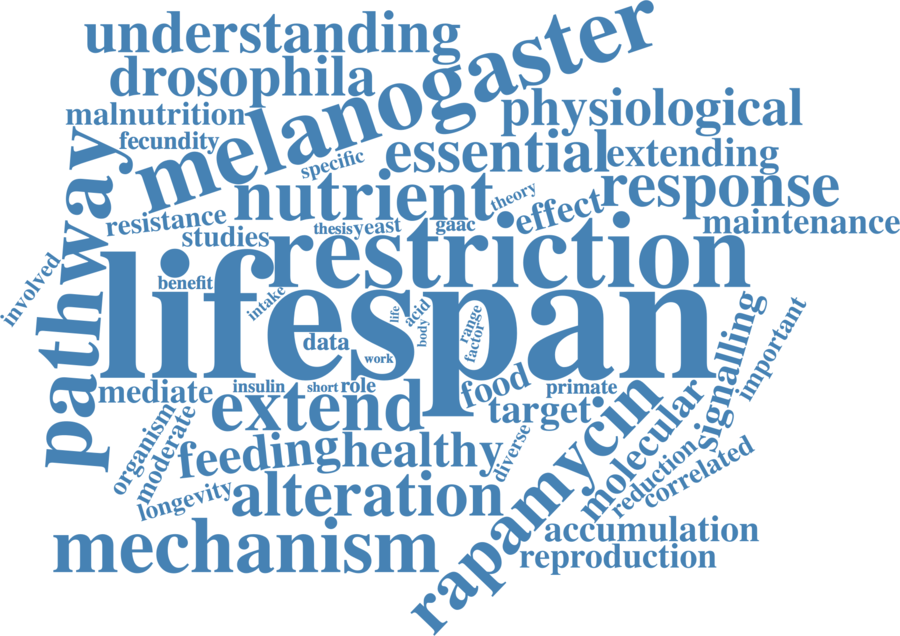 understanding
drosophila
melanogaster
malnutrition
fecundity
physiological
specific
essential
extending
pathway
nutrient
theory
response
resistance
effect
maintenance
studies
thesis
yeast
gaac
restriction
involved
benefit
intake
lifespan
life
acid
body
range
factor
data
work
signalling
important
mediate
insulin
short
role
food
primate
extend
target
rapamycin
molecular
organism
moderate
feeding
healthy
diverse
reduction
correlated
longevity
alteration
mechanism
accumulation
reproduction